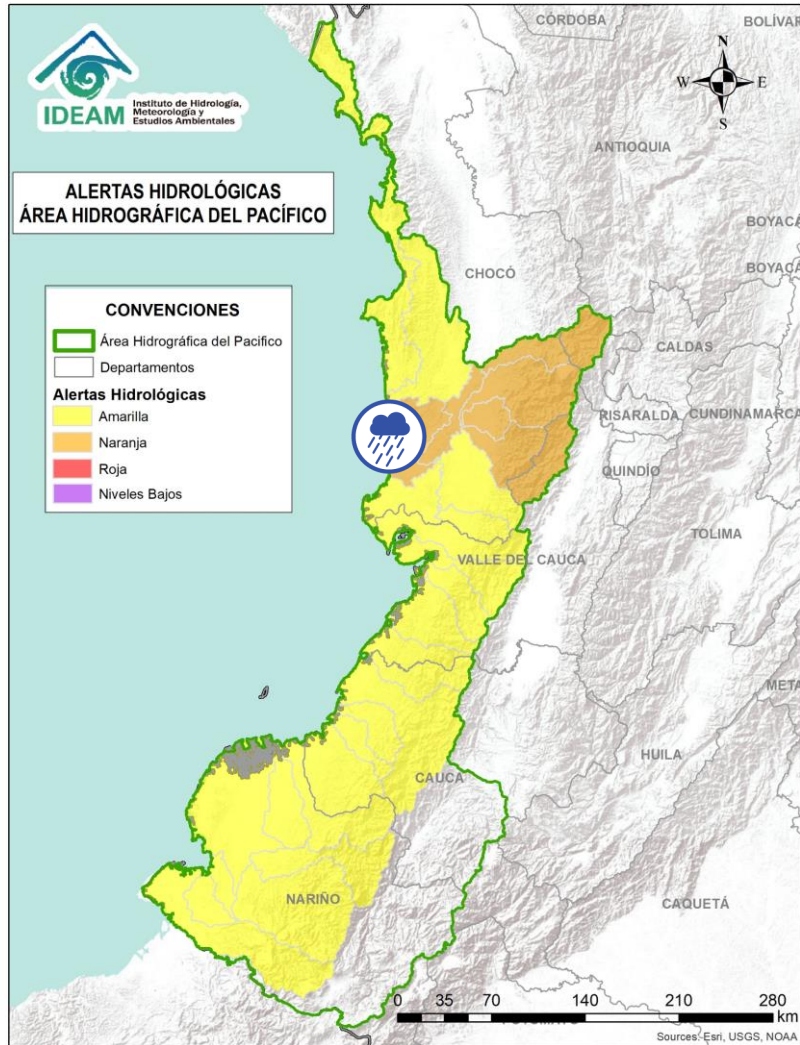 IDEAM
Instituto de Hidrología,
Meteorología y
Estudios Ambientales
ALERTAS HIDROLÓGICAS
ÁREA HIDROGRÁFICA DEL PACÍFICO
CONVENCIONES
Área Hidrográfica del Pacifico
Departamentos
Alertas Hidrológicas
Amarilla
Naranja
Roja
Niveles Bajos
N
W E
S
CÓRDOBA
BOLÍVAR
ANTIOQUIA
BOYACÁ
CHOCÓ
BOYACÁ
CALDAS
RISARALDA
CUNDINAMARCA
QUINDÍO
TOLIMA
VALLE DEL CAUCA
META
HUILA
CAUCA
NARIÑO
CAQUETÁ
0 35 70 140 210 280
km
Sources: Esri, USGS, NOAA